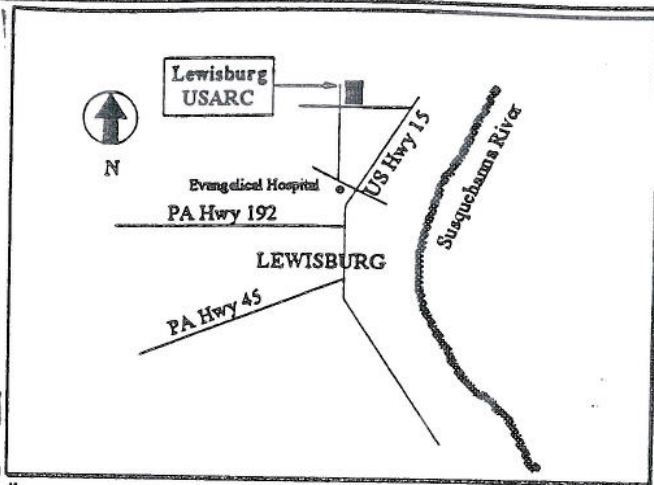 Lewisburg
USARC
N
US Hwy 15
Susquehanna River
Evangelical Hospital
PA Hwy 192
LEWISBURG
PA Hwy 45